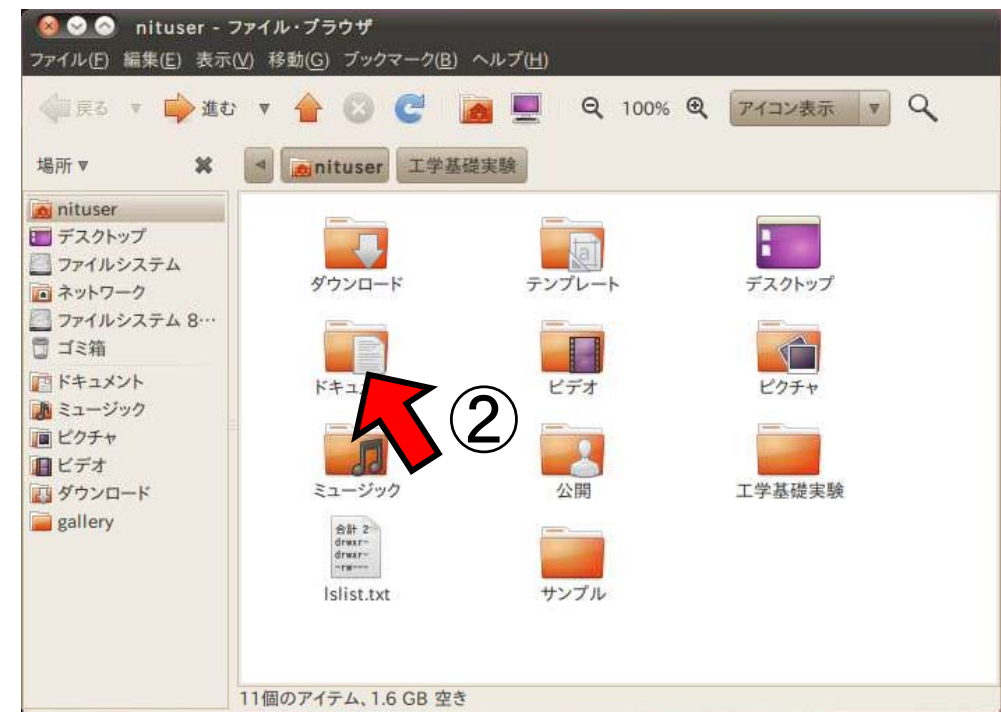 nituser - ファイル・ブラウザ
ファイル(F) 編集(E) 表示(V) 移動(G) ブックマーク(B) ヘルプ(H)
戻る 進む 100% アイコン表示
場所 nituser 工学基礎実験
nituser
デスクトップ
ファイルシステム
ネットワーク
ファイルシステム 8…
ゴミ箱
ドキュメント
ミュージック
ピクチャ
ビデオ
ダウンロード
gallery
ダウンロード テンプレート デスクトップ
ドキュ ビデオ ピクチャ
②
ミュージック 公開 工学基礎実験
合計 2
drwxr-
drwxr-
-rw---
lslist.txt サンプル
11個のアイテム、1.6 GB 空き